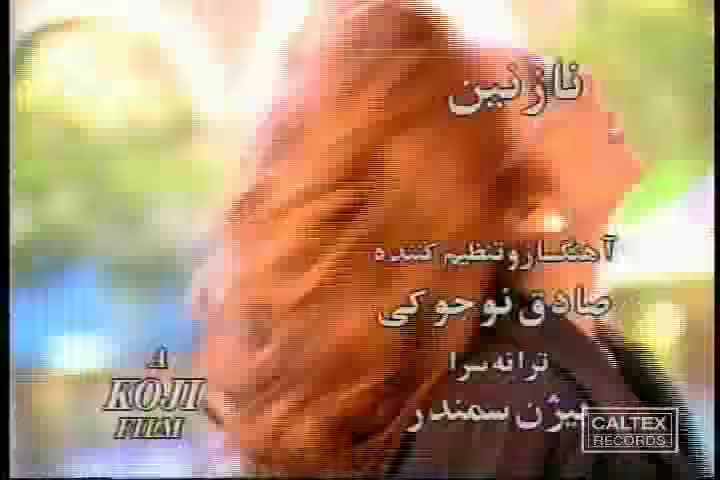 نازنین
آهنگساز و تنظیم کننده
صادق نوجوکی
ترانه سرا
بیژن سمندر
A
KOJI
FILM
CALTEX
RECORDS